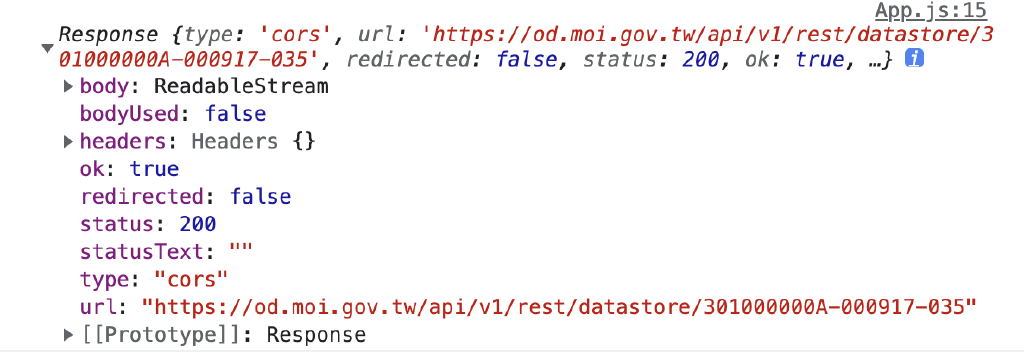 App.js:15
Response {type: 'cors', url: 'https://od.moi.gov.tw/api/v1/rest/datastore/3
01000000A-000917-035', redirected: false, status: 200, ok: true, …} i
body: ReadableStream
bodyUsed: false
headers: Headers {}
ok: true
redirected: false
status: 200
statusText: ""
type: "cors"
url: "https://od.moi.gov.tw/api/v1/rest/datastore/301000000A-000917-035"
[[Prototype]]: Response